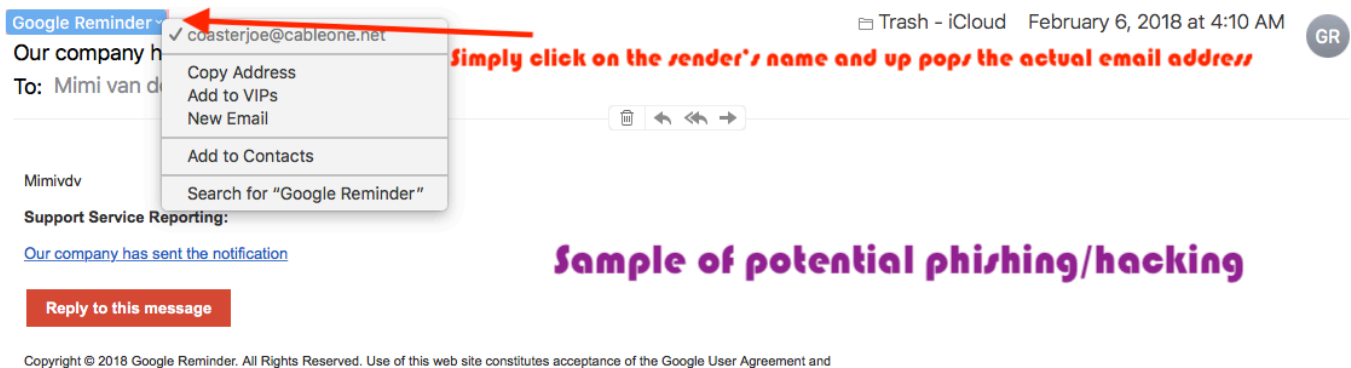 Google Reminder
coasterjoe@cableone.net
Trash - iCloud February 6, 2018 at 4:10 AM
GR
Our company h
Simply click on the sender's name and up pops the actual email address
To: Mimi van d
Copy Address
Add to VIPs
New Email
Add to Contacts
Search for “Google Reminder”
Mimivdv
Support Service Reporting:
Our company has sent the notification
Sample of potential phishing/hacking
Reply to this message
Copyright © 2018 Google Reminder. All Rights Reserved. Use of this web site constitutes acceptance of the Google User Agreement and